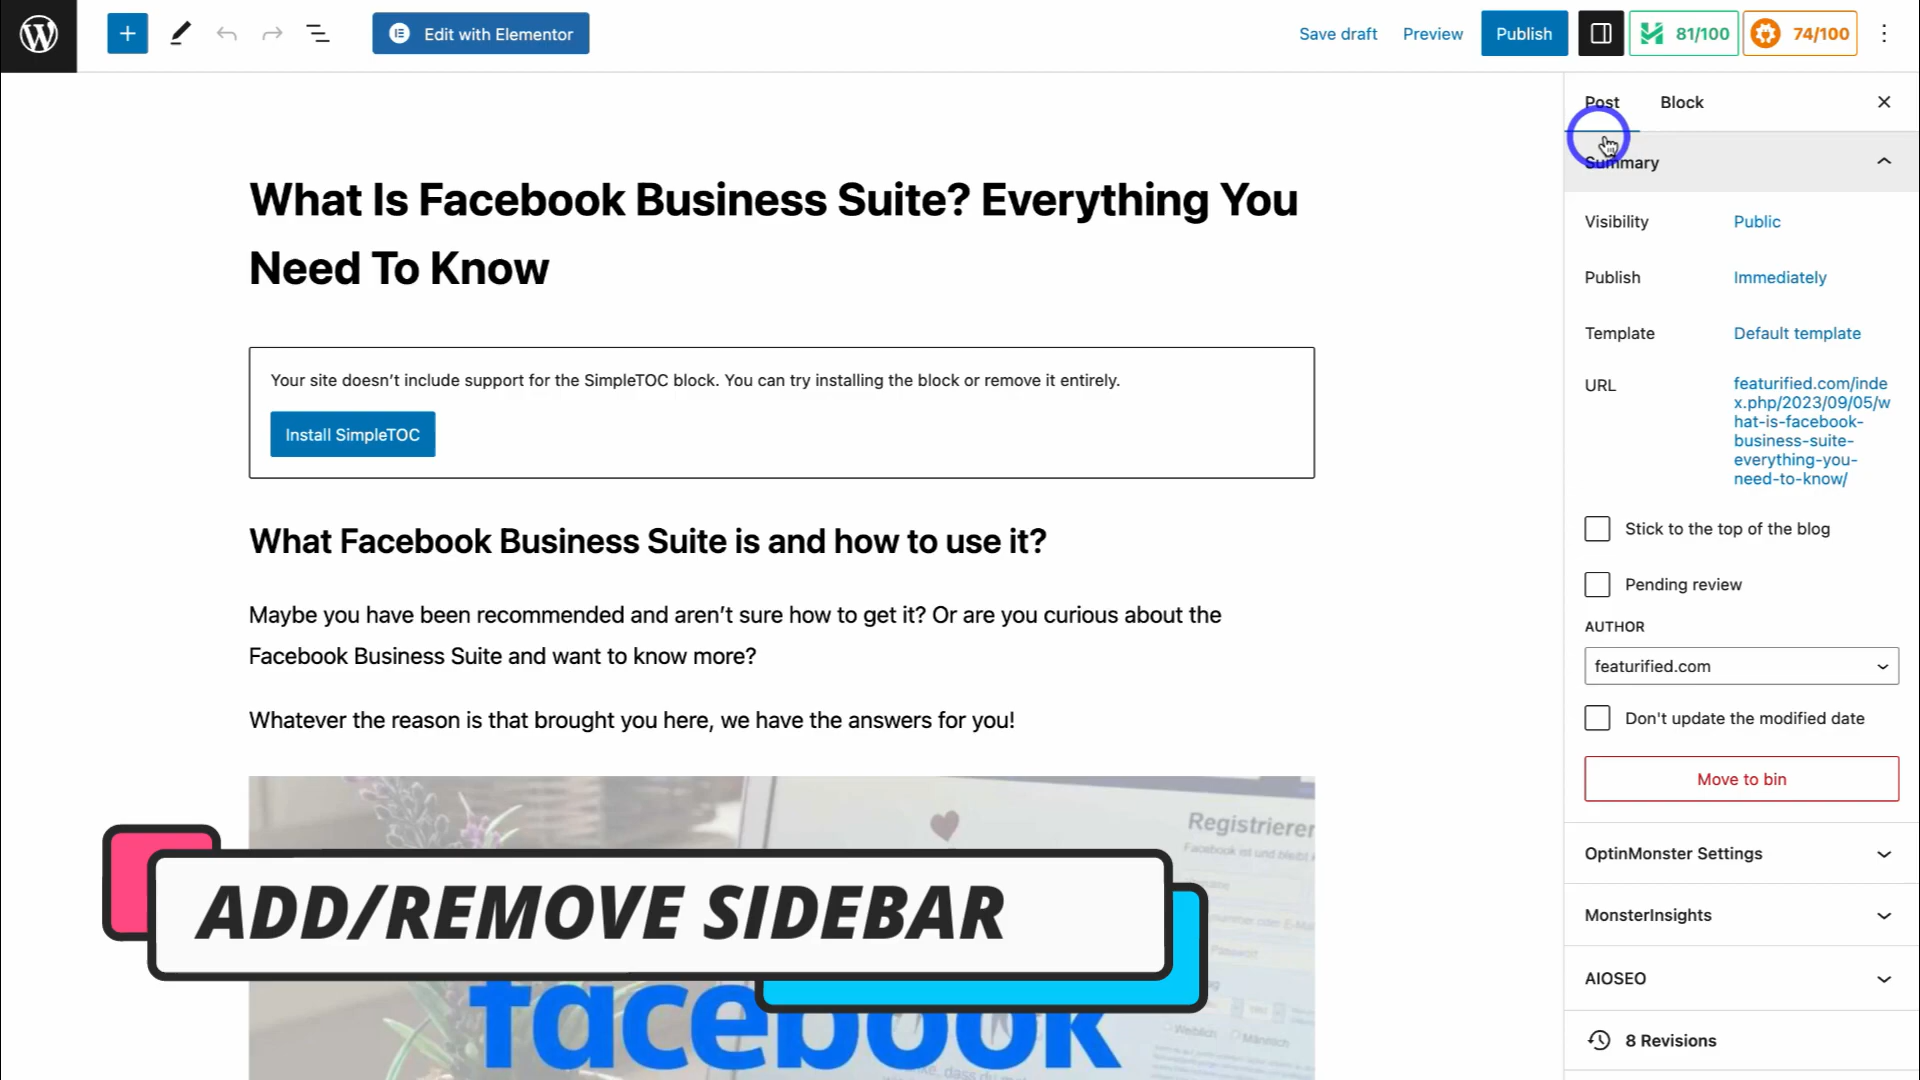 Edit with Elementor
Save draft
Preview
Publish
81/100
74/100
Post
Block
Summary
What Is Facebook Business Suite? Everything You
Need To Know
Your site doesn't include support for the SimpleTOC block. You can try installing the block or remove it entirely.
Install SimpleTOC
What Facebook Business Suite is and how to use it?
Maybe you have been recommended and aren't sure how to get it? Or are you curious about the
Facebook Business Suite and want to know more?
Whatever the reason is that brought you here, we have the answers for you!
Registrieren
Facebook ist und bleibt k
ADD/REMOVE SIDEBAR
Passwort
Weiblich
Männlich
facebook
Visibility
Public
Publish
Immediately
Template
Default template
URL
featurified.com/inde
x.php/2023/09/05/w
hat-is-facebook-
business-suite-
everything-you-
need-to-know/
Stick to the top of the blog
Pending review
AUTHOR
featurified.com
Don't update the modified date
Move to bin
OptinMonster Settings
MonsterInsights
AIOSEO
8 Revisions